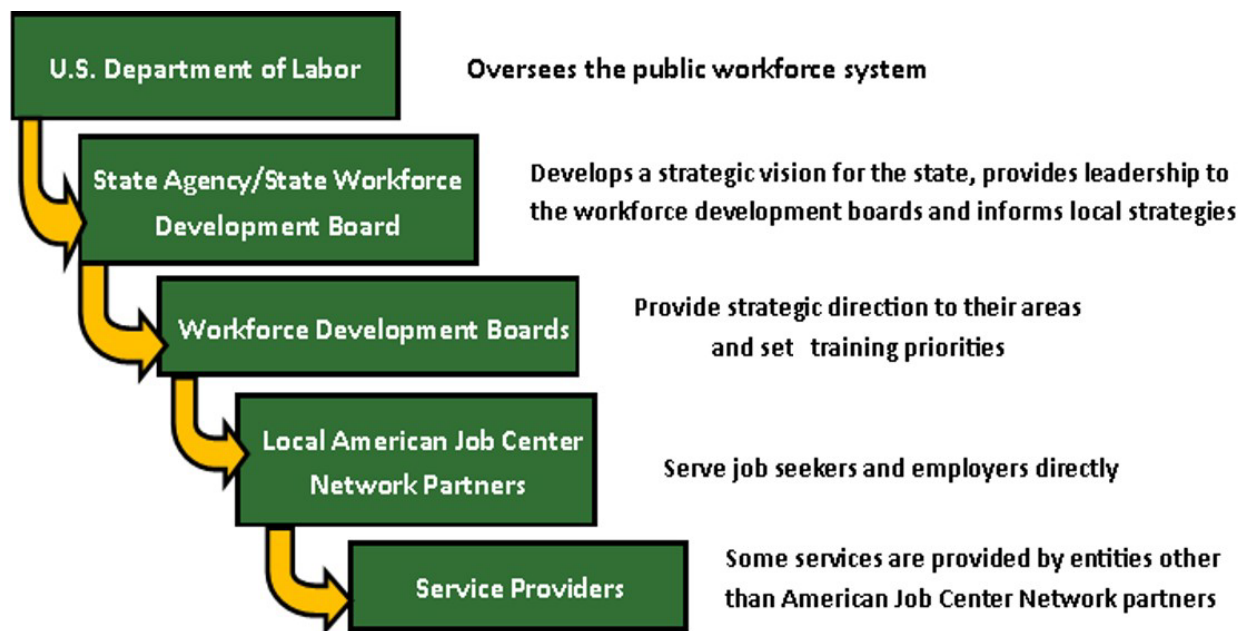 U.S. Department of Labor
Oversees the public workforce system
State Agency/State Workforce
Development Board
Develops a strategic vision for the state, provides leadership to
the workforce development boards and informs local strategies
Workforce Development Boards
Provide strategic direction to their areas
and set training priorities
Local American Job Center
Network Partners
Serve job seekers and employers directly
Service Providers
Some services are provided by entities other
than American Job Center Network partners